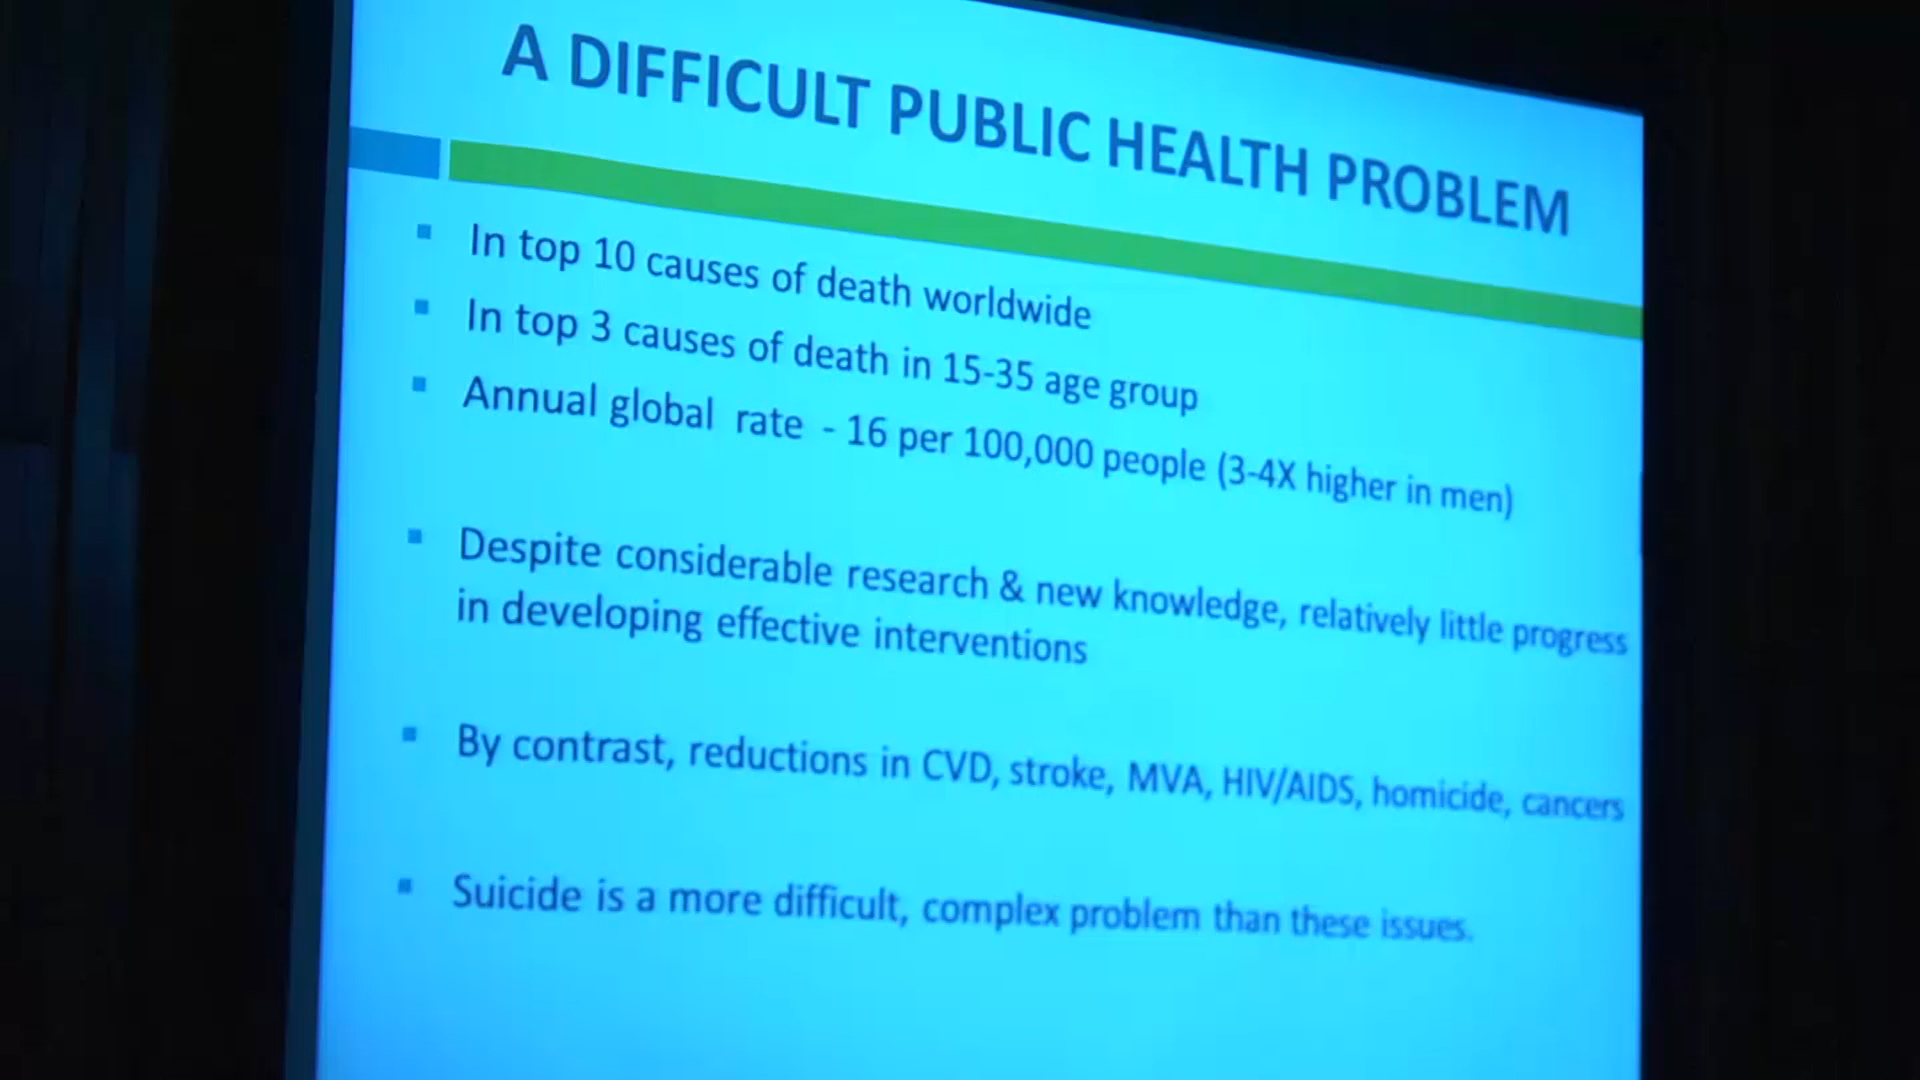 A DIFFICULT PUBLIC HEALTH PROBLEM
In top 10 causes of death worldwide
In top 3 causes of death in 15-35 age group
Annual global rate - 16 per 100,000 people (3-4X higher in men)
Despite considerable research & new knowledge, relatively little progress
in developing effective interventions
By contrast, reductions in CVD, stroke, MVA, HIV/AIDS, homicide, cancers
Suicide is a more difficult, complex problem than these issues.